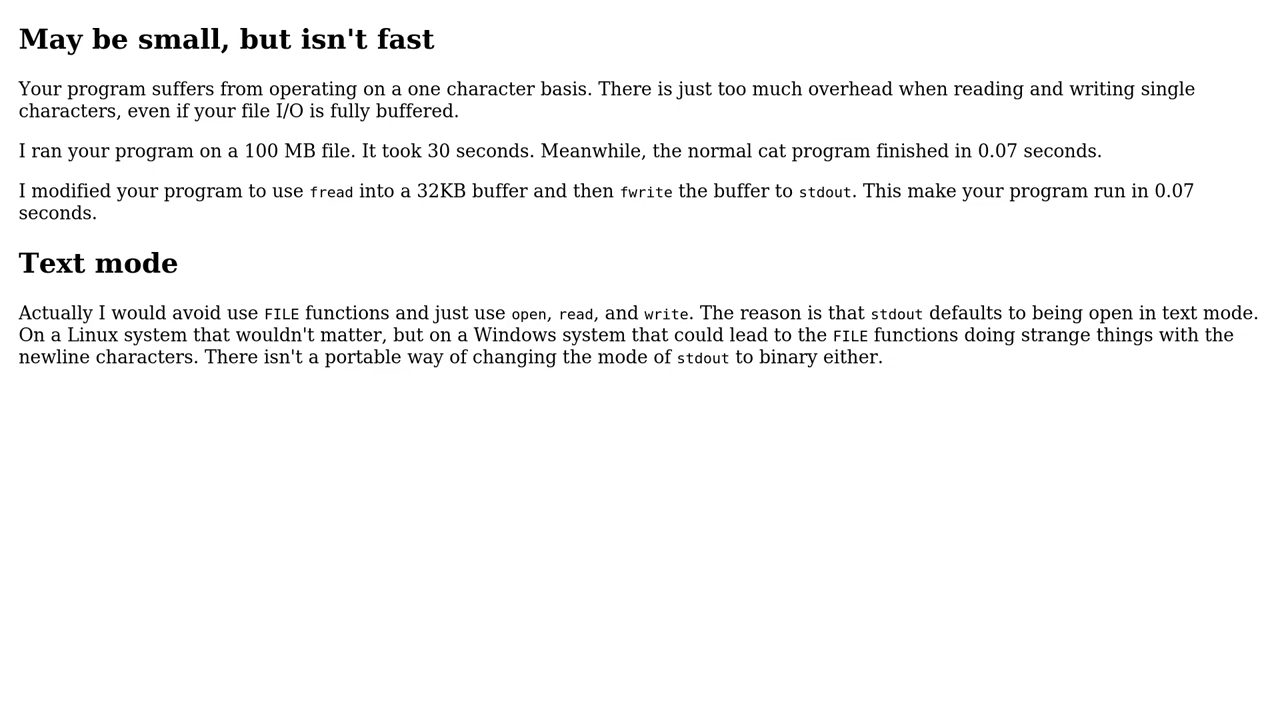 May be small, but isn't fast
Your program suffers from operating on a one character basis. There is just too much overhead when reading and writing single
characters, even if your file I/O is fully buffered.
I ran your program on a 100 MB file. It took 30 seconds. Meanwhile, the normal cat program finished in 0.07 seconds.
I modified your program to use fread into a 32KB buffer and then fwrite the buffer to stdout. This make your program run in 0.07
seconds.
Text mode
Actually I would avoid use FILE functions and just use open, read, and write. The reason is that stdout defaults to being open in text mode.
On a Linux system that wouldn't matter, but on a Windows system that could lead to the FILE functions doing strange things with the
newline characters. There isn't a portable way of changing the mode of stdout to binary either.